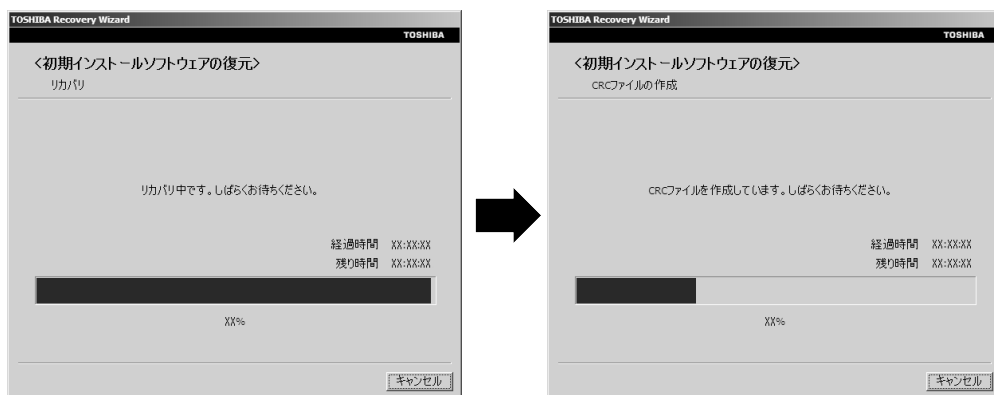 TOSHIBA Recovery Wizard
TOSHIBA
<初期インストールソフトウェアの復元>
リカバリ
リカバリ中です。しばらくお待ちください。
経過時間 XX:XX:XX
残り時間 XX:XX:XX
XX%
キャンセル
TOSHIBA Recovery Wizard
TOSHIBA
<初期インストールソフトウェアの復元>
CRCファイルの作成
CRCファイルを作成しています。しばらくお待ちください。
経過時間 XX:XX:XX
残り時間 XX:XX:XX
XX%
キャンセル